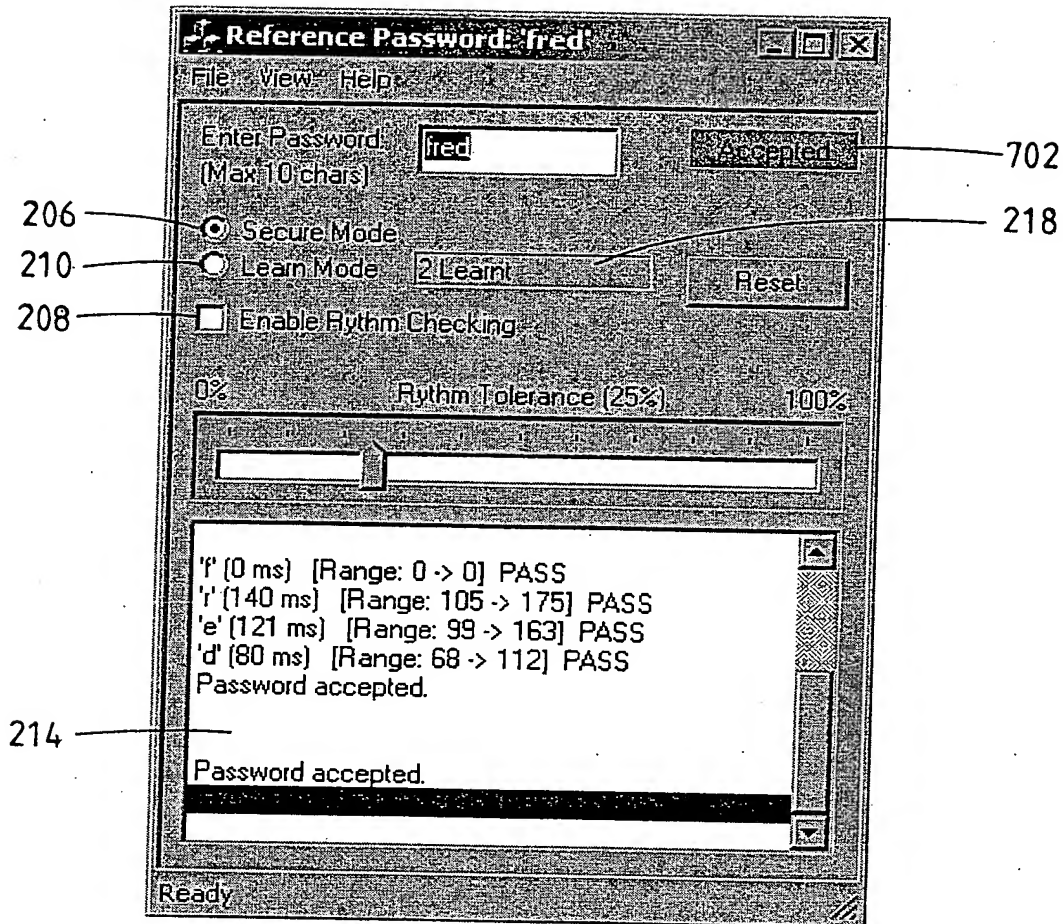 Reference Password: 'fred'
File View Help
Enter Password fred Accepted 702
(Max 10 chars)
206 Secure Mode 218
210 Learn Mode 2 Learnt Reset
208 Enable Rythm Checking
0% Rythm Tolerance (25%) 100%
'f' (0 ms) [Range: 0 -> 0] PASS
'r' (140 ms) [Range: 105 -> 175] PASS
'e' (121 ms) [Range: 99 -> 163] PASS
'd' (80 ms) [Range: 68 -> 112] PASS
Password accepted.
214
Password accepted.
Ready